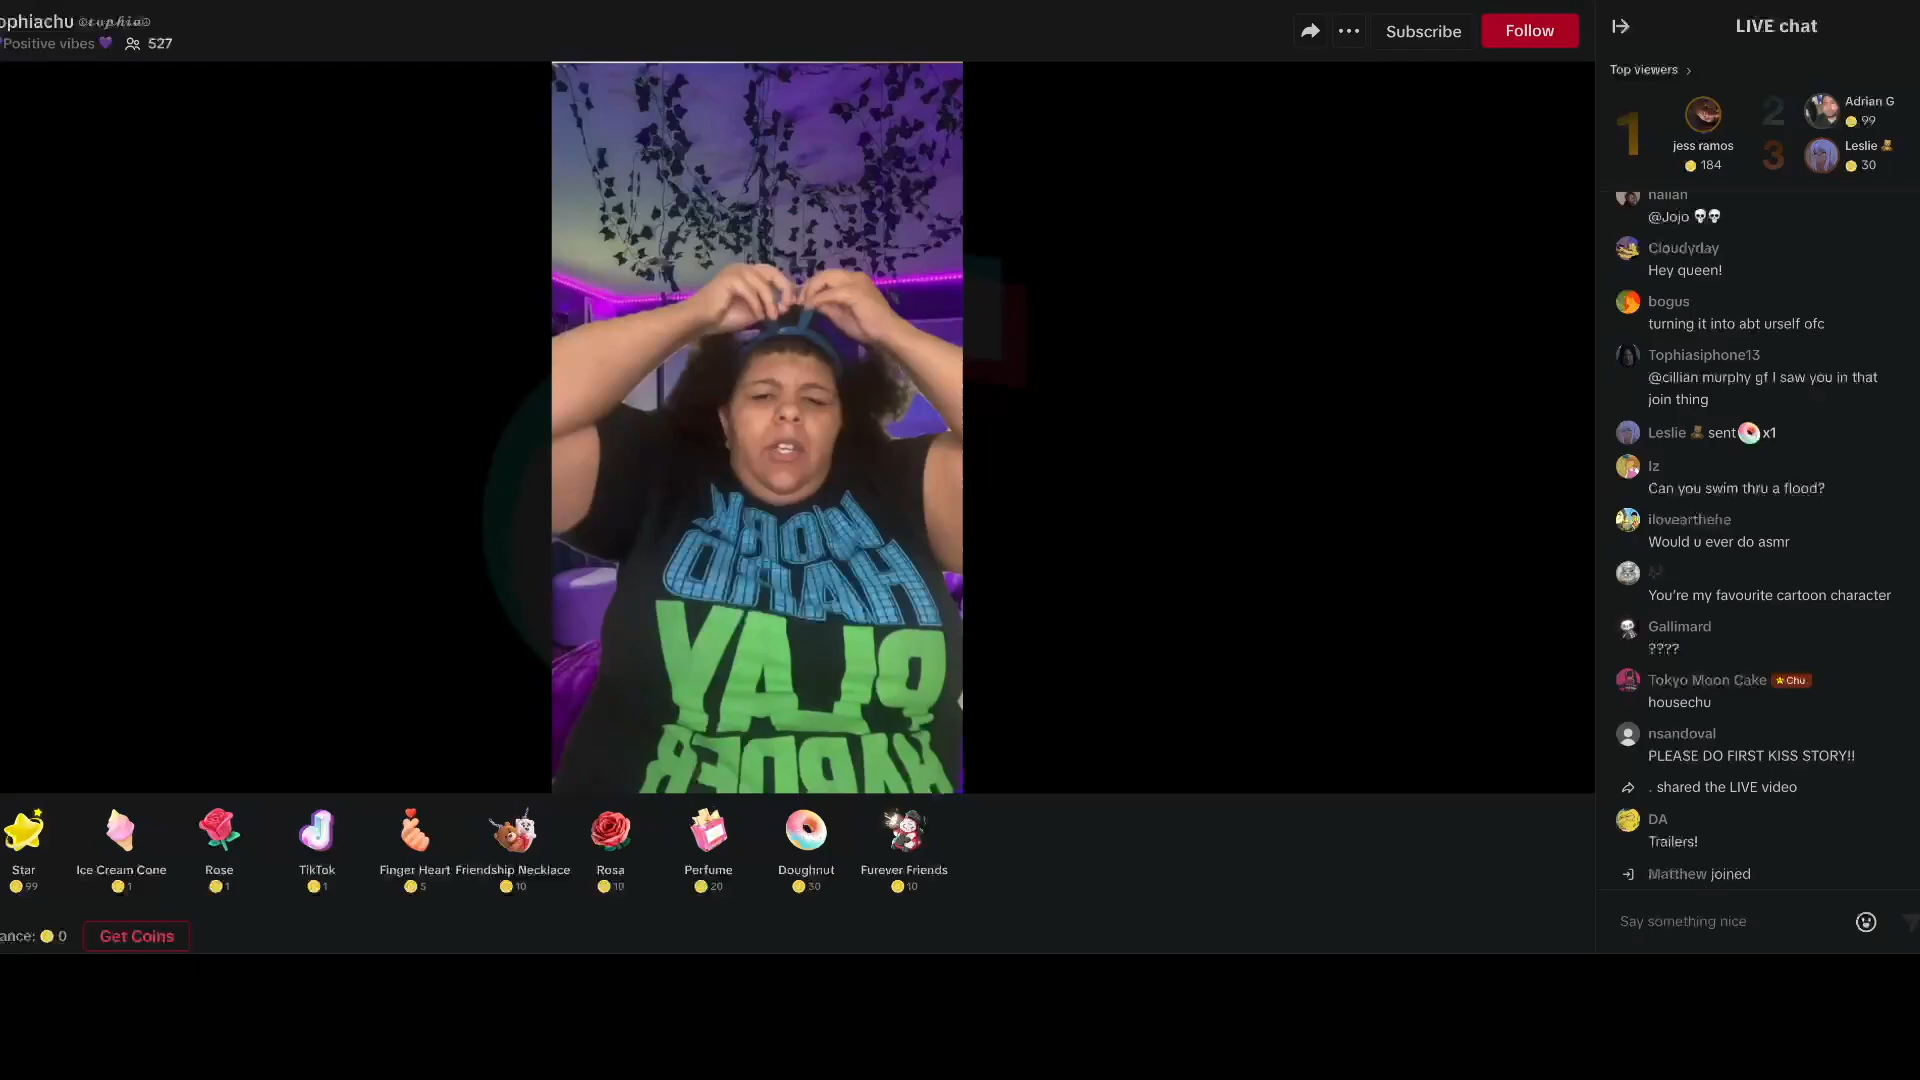 ophiachu @tophia
Positive vibes 💜 527
Subscribe
Follow
LIVE chat
Top viewers >
1
jess ramos
184
2
Adrian G
99
3
Leslie 🧸
30
@Jojo 💀💀
Cloudyday
Hey queen!
bogus
turning it into abt urself ofc
Tophiasiphone13
@cillian murphy gf I saw you in that
join thing
Leslie 🧸 sent x1
Iz
Can you swim thru a flood?
ilovearthehe
Would u ever do asmr
You're my favourite cartoon character
Gallimard
????
Tokyo Moon Cake Chu
housechu
nsandoval
PLEASE DO FIRST KISS STORY!!
. shared the LIVE video
DA
Trailers!
Matthew joined
Say something nice
WORK
HARD
PLAY
HARDER
Star
99
Ice Cream Cone
1
Rose
1
TikTok
1
Finger Heart
5
Friendship Necklace
10
Rosa
10
Perfume
20
Doughnut
30
Furever Friends
10
ance: 0
Get Coins